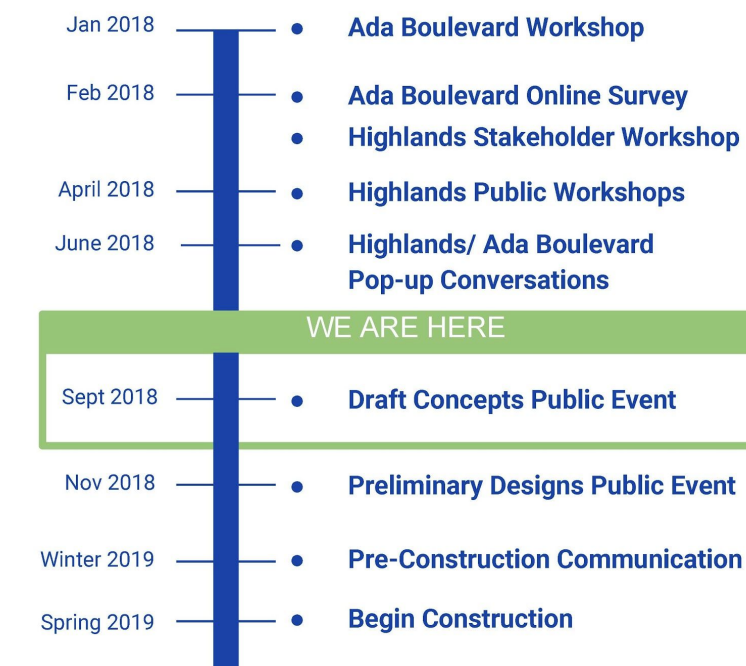 Jan 2018 • Ada Boulevard Workshop
Feb 2018 • Ada Boulevard Online Survey
• Highlands Stakeholder Workshop
April 2018 • Highlands Public Workshops
June 2018 • Highlands/ Ada Boulevard
Pop-up Conversations
WE ARE HERE
Sept 2018 • Draft Concepts Public Event
Nov 2018 • Preliminary Designs Public Event
Winter 2019 • Pre-Construction Communication
Spring 2019 • Begin Construction